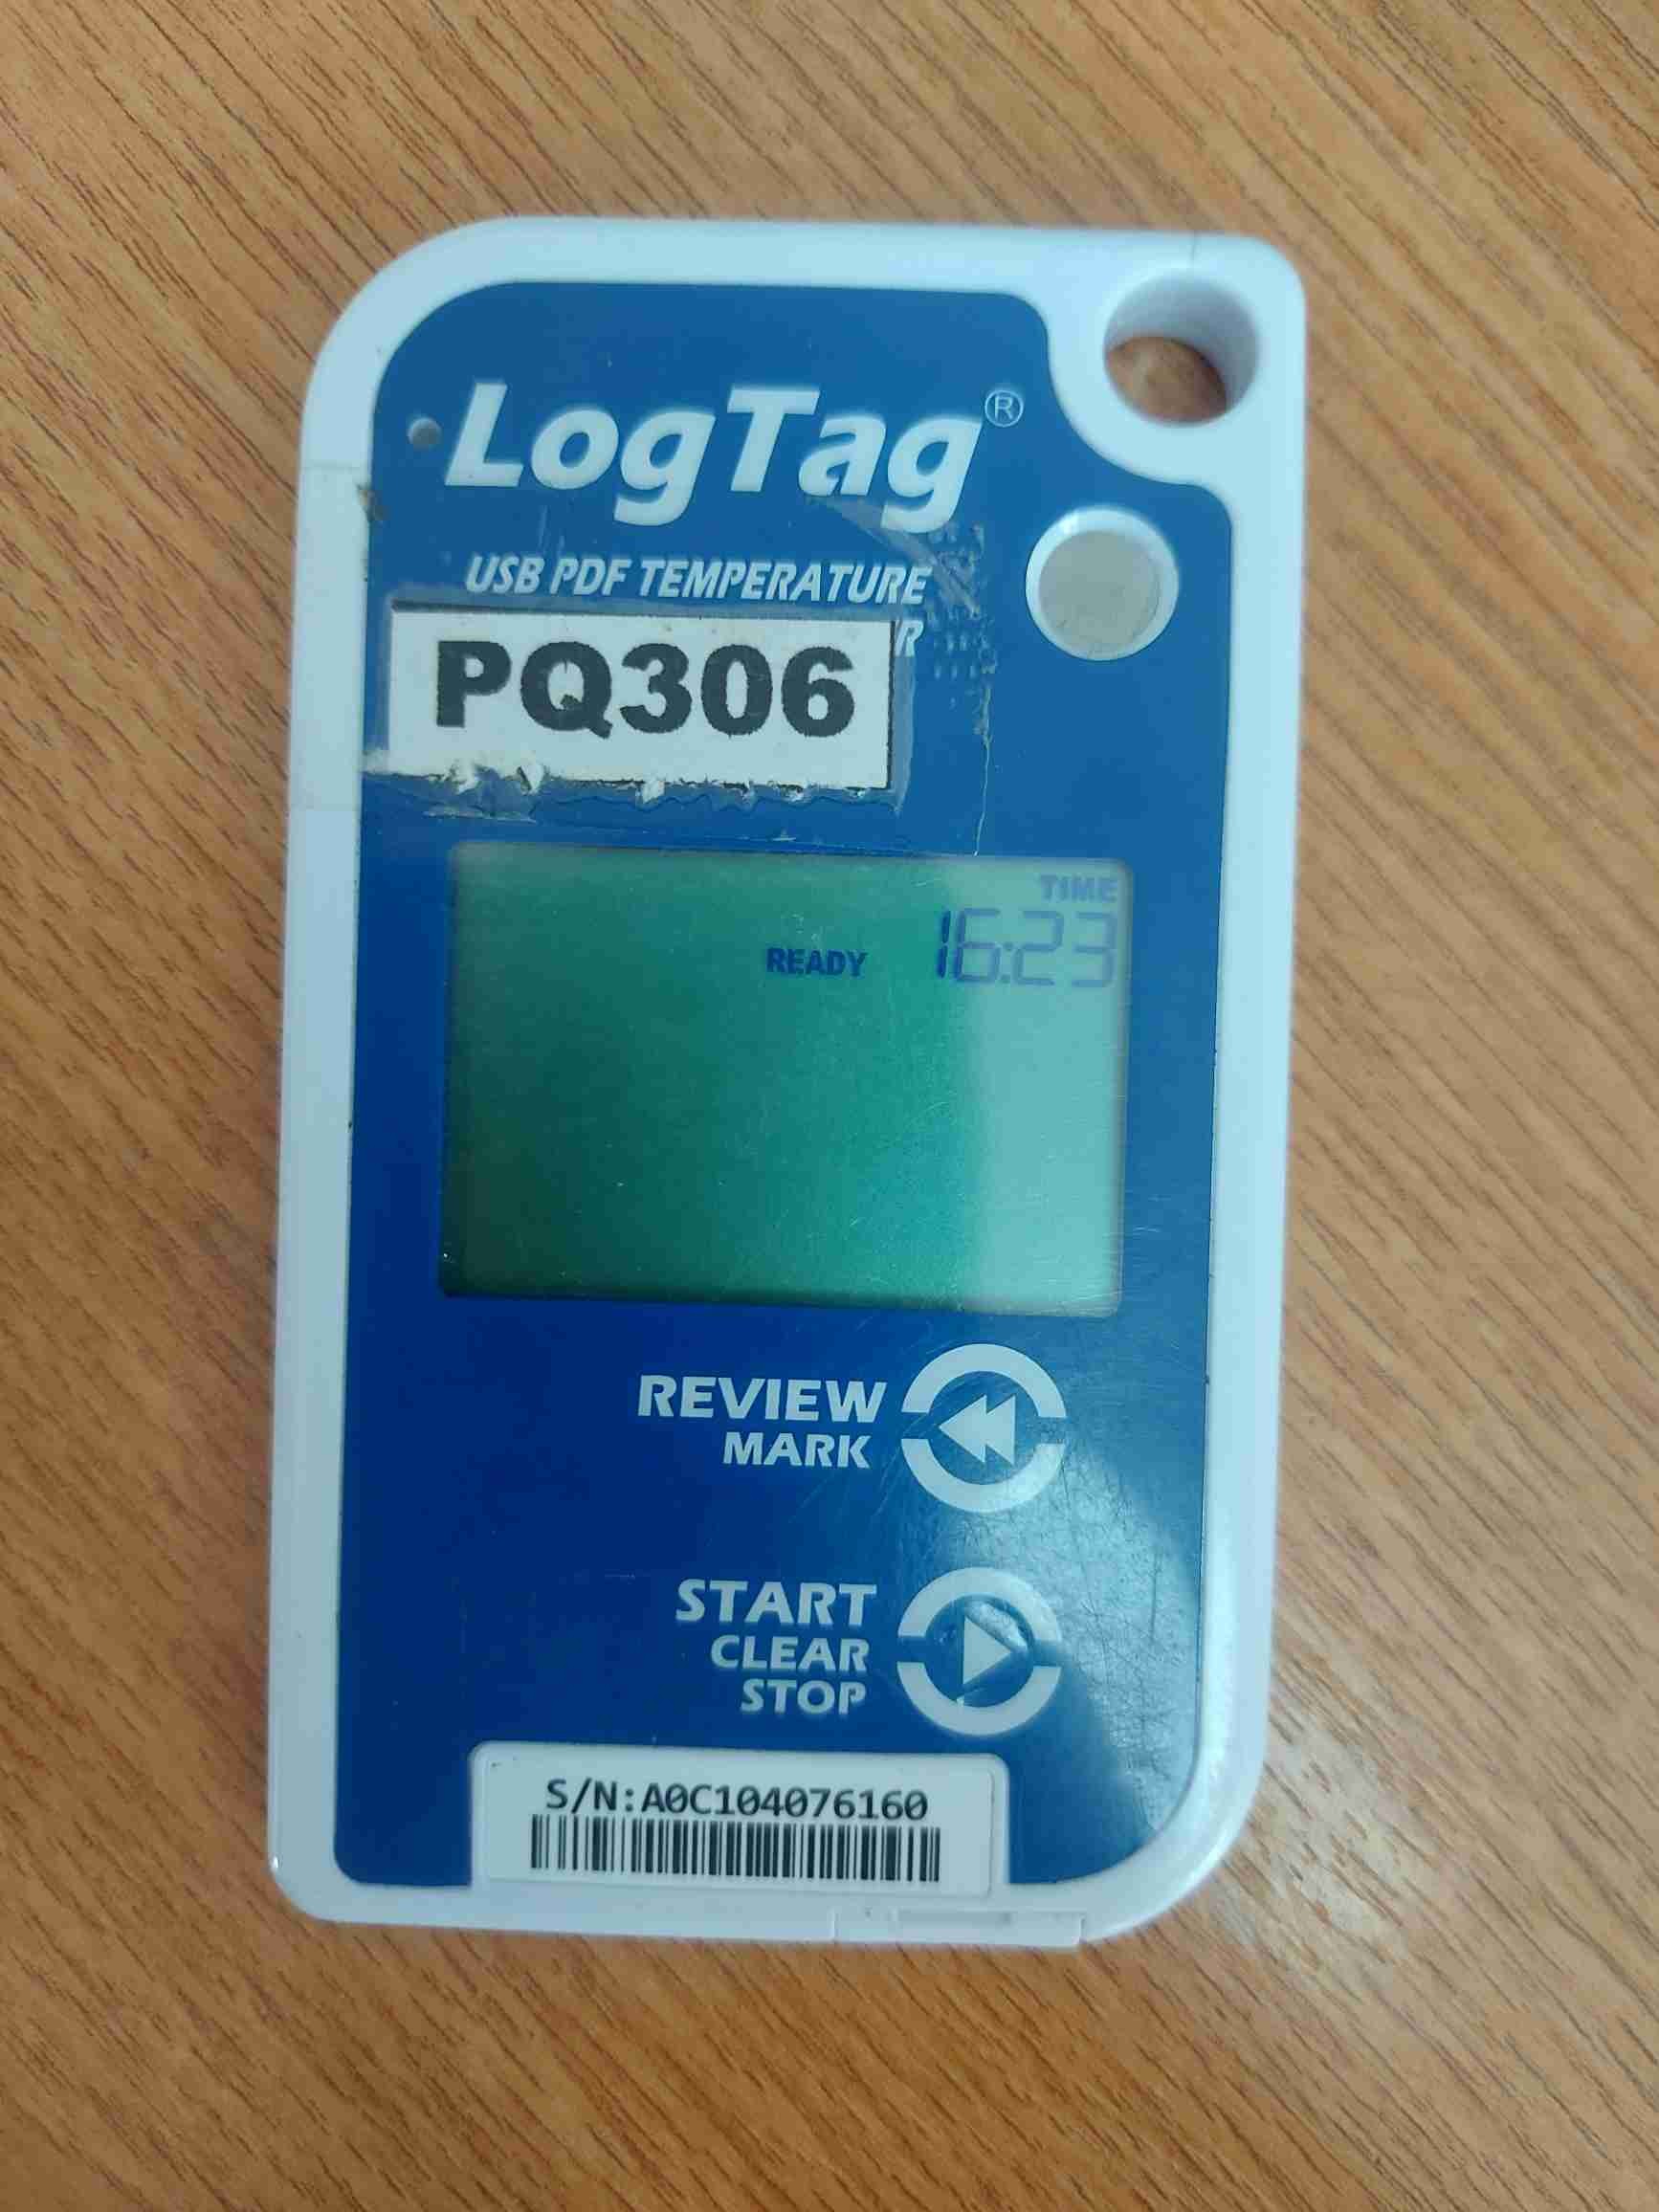 LogTag®
USB PDF TEMPERATURE
R
PQ306
TIME
READY 16:23
REVIEW
MARK
START
CLEAR
STOP
S/N:A0C104076160